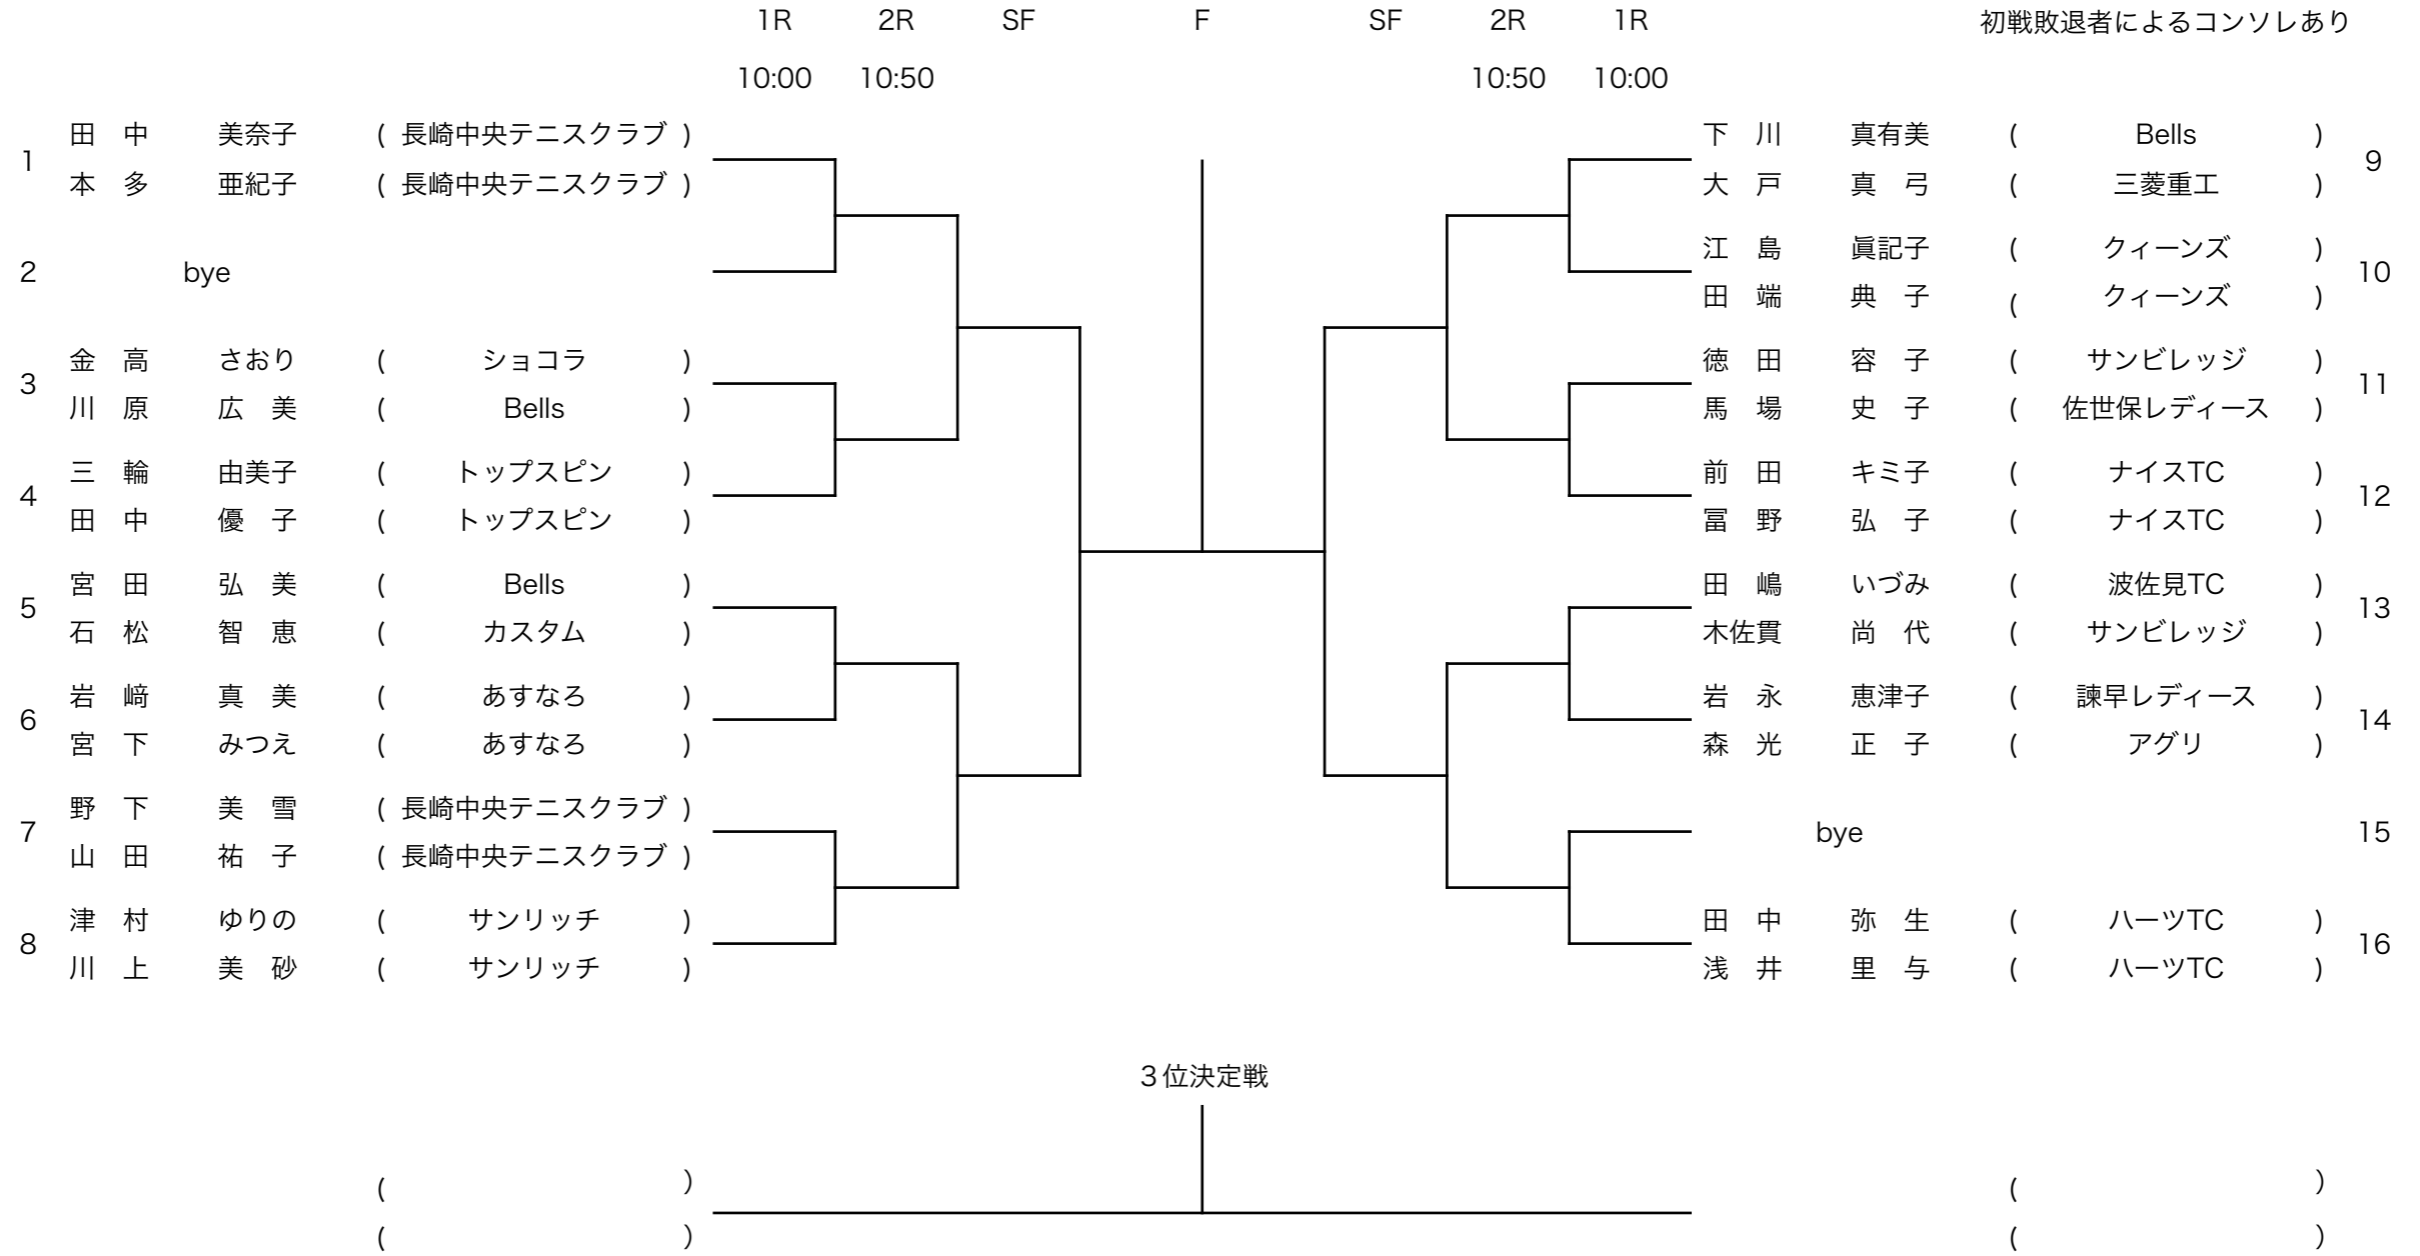 1R 2R SF F SF 2R 1R 初戦敗退者によるコンソレあり
10:00 10:50 10:50 10:00
田　中 美奈子 ( 長崎中央テニスクラブ ) 下　川 真有美 ( Bells )
1 9
本　多 亜紀子 ( 長崎中央テニスクラブ ) 大　戸 真　弓 ( 三菱重工 )
江　島 眞記子 ( クィーンズ )
2 bye 10
田　端 典　子 ( クィーンズ )
金　高 さおり ( ショコラ ) 徳　田 容　子 ( サンビレッジ )
3 11
川　原 広　美 ( Bells ) 馬　場 史　子 ( 佐世保レディース )
三　輪 由美子 ( トップスピン ) 前　田 キミ子 ( ナイスTC )
4 12
田　中 優　子 ( トップスピン ) 冨　野 弘　子 ( ナイスTC )
宮　田 弘　美 ( Bells ) 田　嶋 いづみ ( 波佐見TC )
5 13
石　松 智　恵 ( カスタム ) 木佐貫 尚　代 ( サンビレッジ )
岩　﨑 真　美 ( あすなろ ) 岩　永 恵津子 ( 諫早レディース )
6 14
宮　下 みつえ ( あすなろ ) 森　光 正　子 ( アグリ )
野　下 美　雪 ( 長崎中央テニスクラブ )
7 bye 15
山　田 祐　子 ( 長崎中央テニスクラブ )
津　村 ゆりの ( サンリッチ ) 田　中 弥　生 ( ハーツTC )
8 16
川　上 美　砂 ( サンリッチ ) 浅　井 里　与 ( ハーツTC )
３位決定戦
( ) ( )
( ) ( )